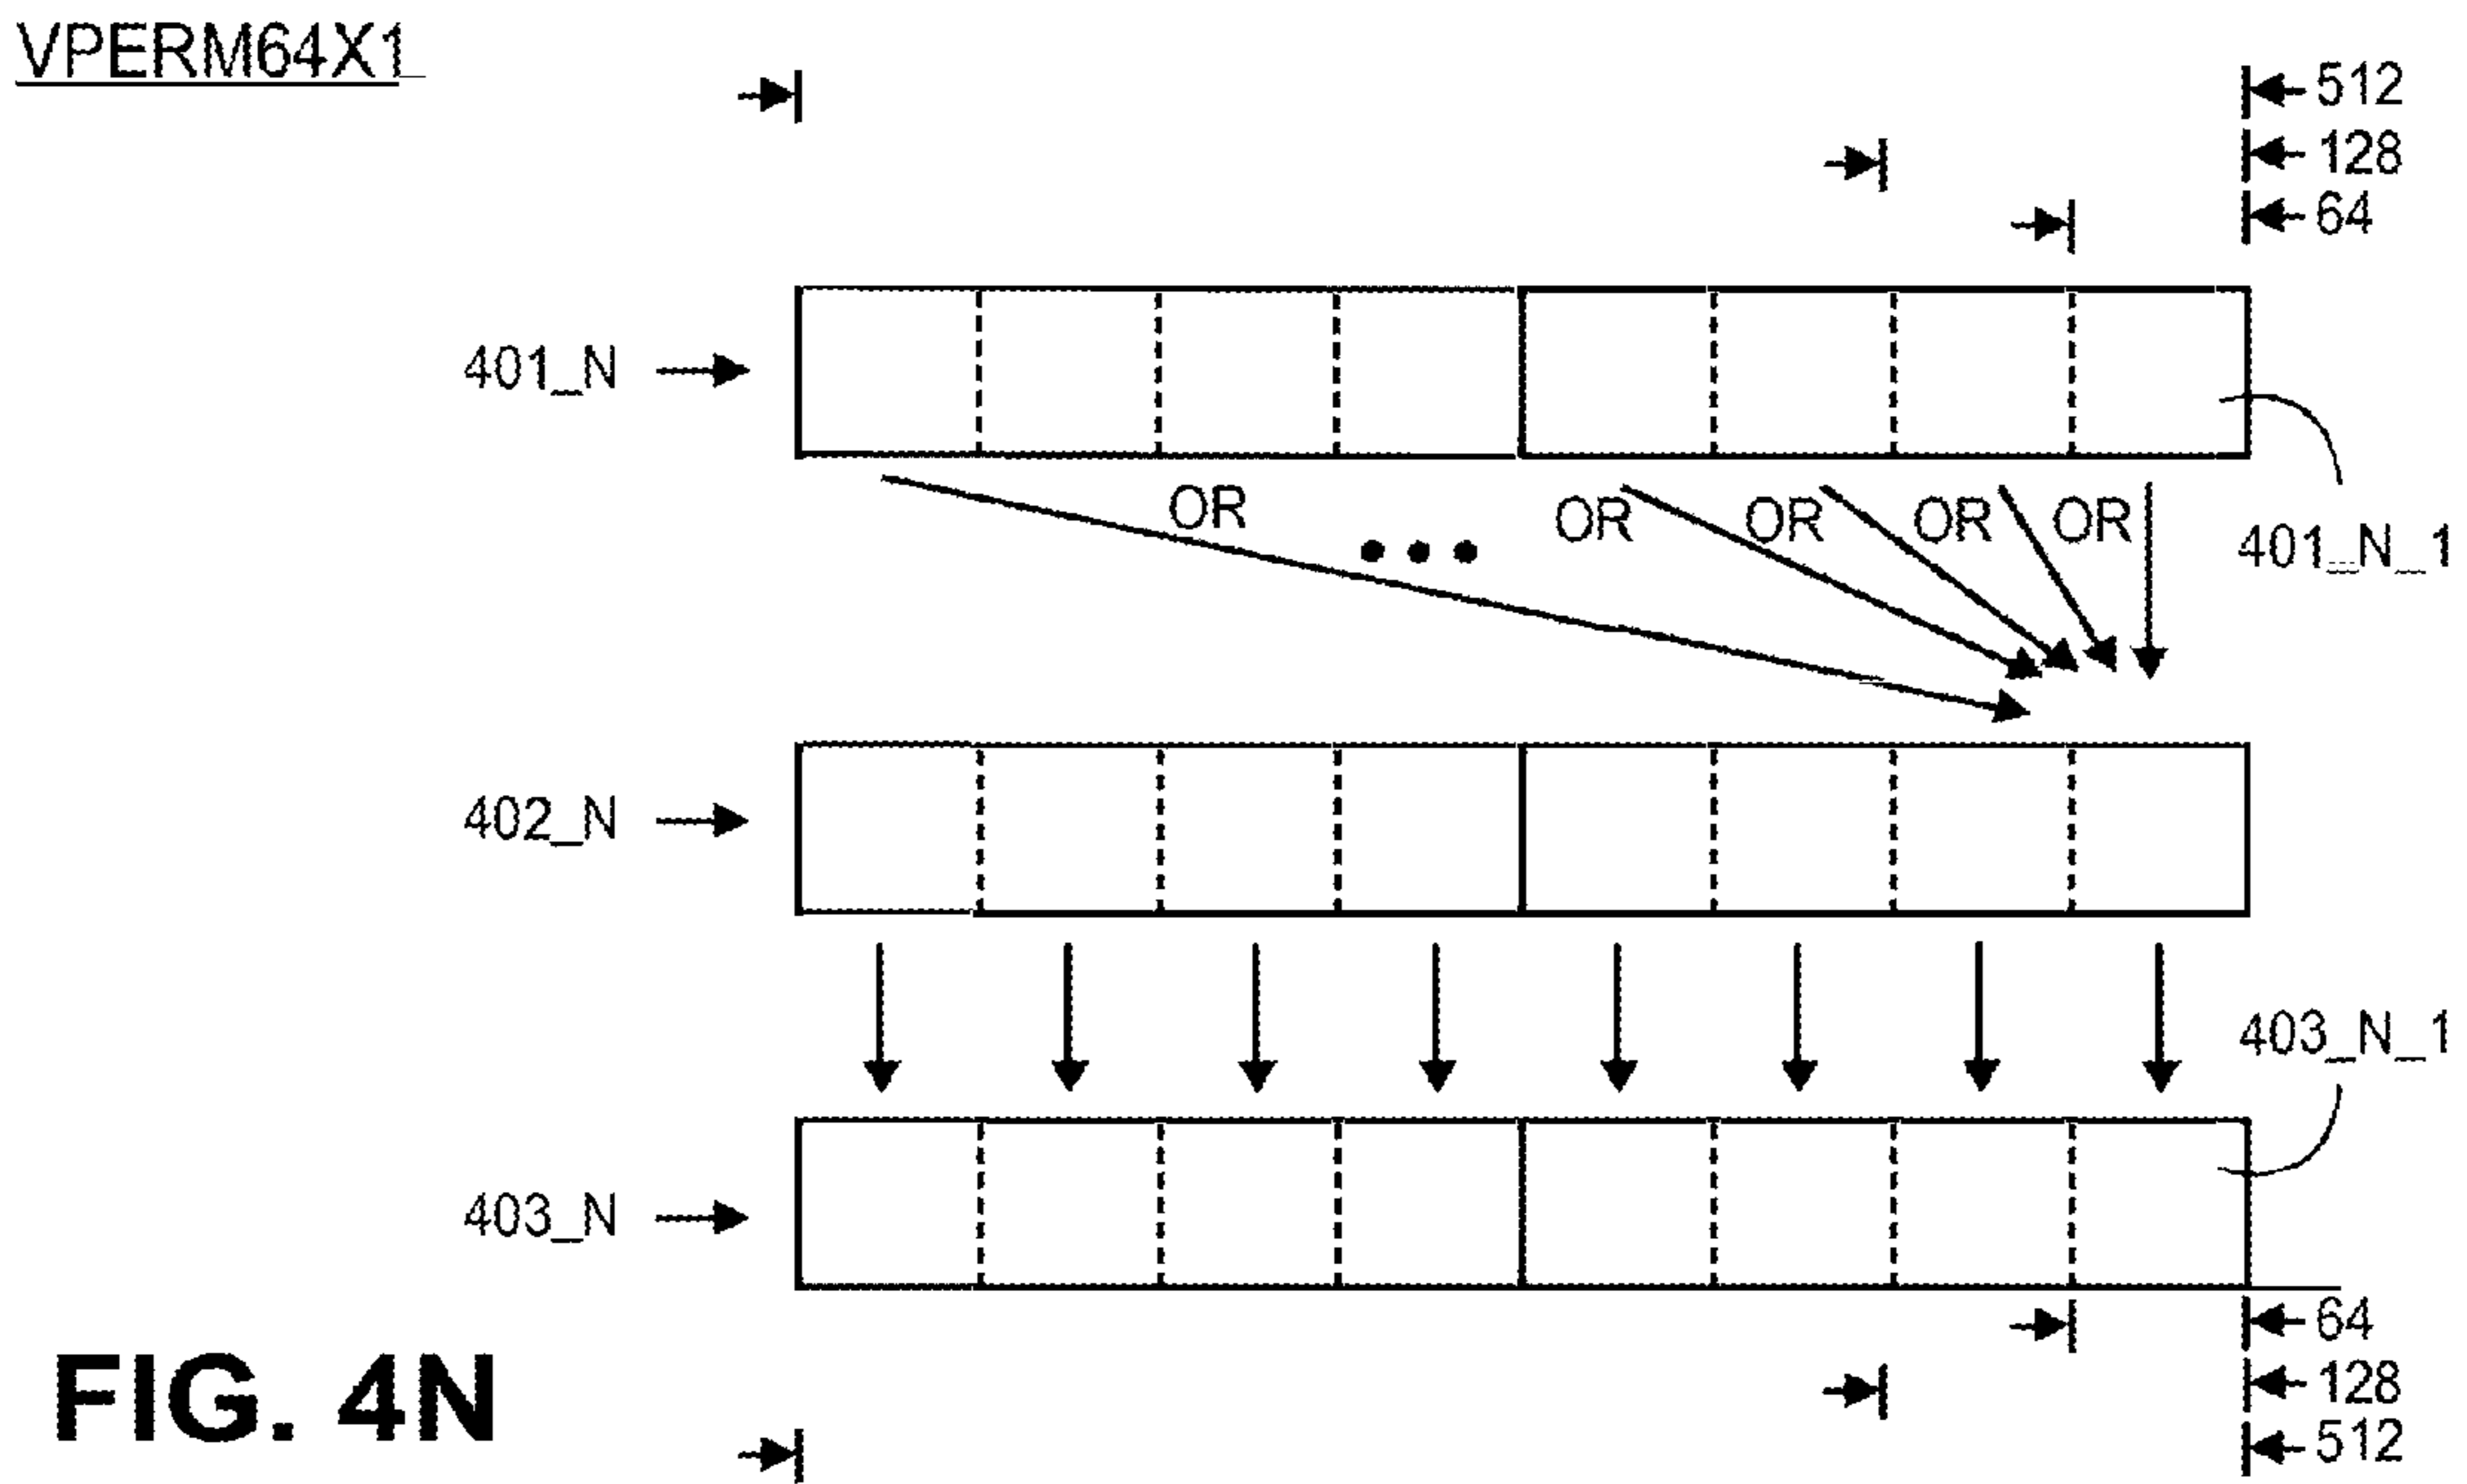 VPERM64X1
512
128
64
401_N
OR OR OR OR OR
401_N_1
402_N
403_N_1
403_N
64
128
512
FIG. 4N